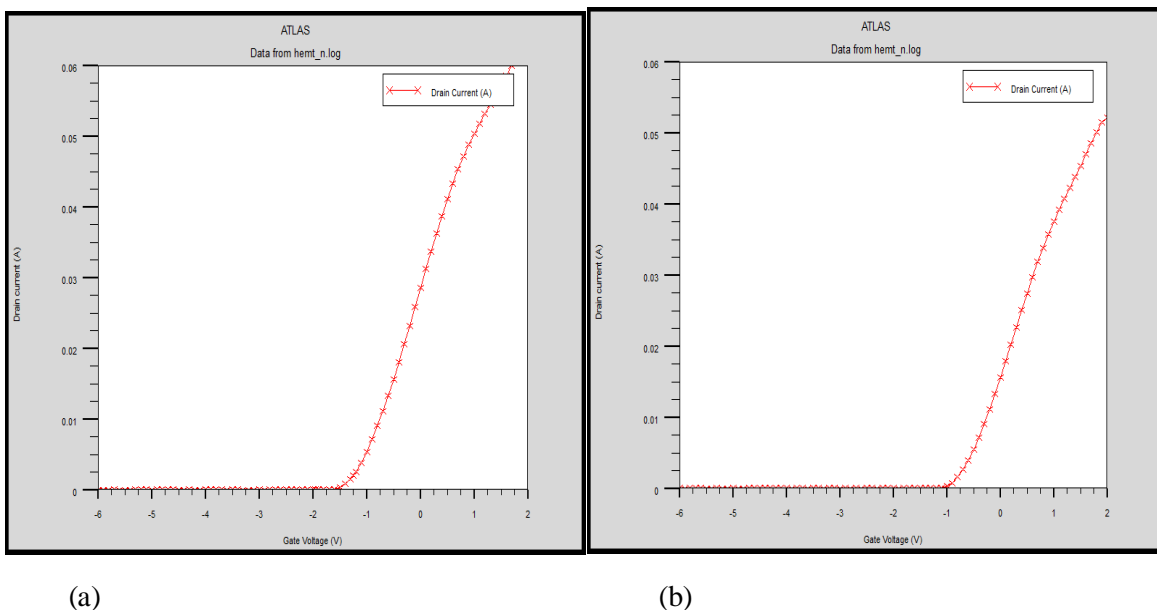 ATLAS
Data from hemt_n.log
Drain Current (A)
0.06
0.05
0.04
0.03
0.02
0.01
0
Drain current (A)
-6 -5 -4 -3 -2 -1 0 1 2
Gate Voltage (V)
(a)
ATLAS
Data from hemt_n.log
Drain Current (A)
0.06
0.05
0.04
0.03
0.02
0.01
0
Drain current (A)
-6 -5 -4 -3 -2 -1 0 1 2
Gate Voltage (V)
(b)